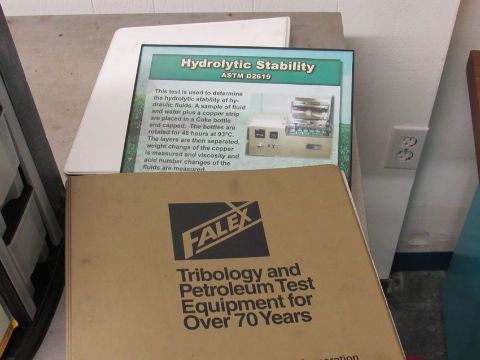 Hydrolytic Stability
ASTM D2619
This test is used to determine
the hydrolytic stability of hy-
draulic fluids. A sample of fluid
and water plus a copper strip
are placed in a Coke bottle
and capped. The bottles are
rotated for 48 hours at 93°C.
The layers are then separated,
weight change of the copper
is measured and viscosity and
acid number changes of the
fluids are measured.
FALEX
Tribology and
Petroleum Test
Equipment for
Over 70 Years